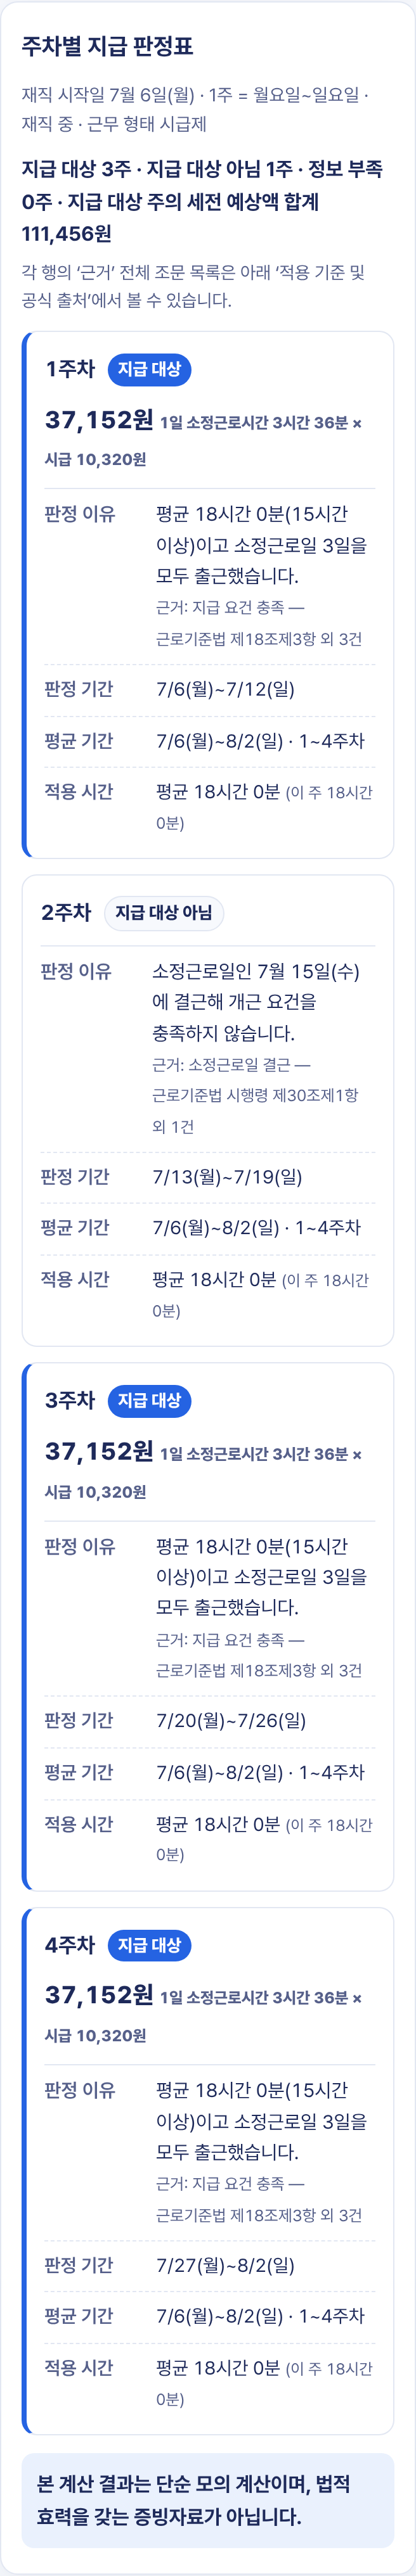 주차별 지급 판정표
재직 시작일 7월 6일(월) · 1주 = 월요일~일요일 ·
재직 중 · 근무 형태 시급제
지급 대상 3주 · 지급 대상 아님 1주 · 정보 부족
0주 · 지급 대상 주의 세전 예상액 합계
111,456원
각 행의 ‘근거’ 전체 조문 목록은 아래 ‘적용 기준 및
공식 출처’에서 볼 수 있습니다.
1주차 지급 대상
37,152원 1일 소정근로시간 3시간 36분 ×
시급 10,320원
판정 이유 평균 18시간 0분(15시간
이상)이고 소정근로일 3일을
모두 출근했습니다.
근거: 지급 요건 충족 —
근로기준법 제18조제3항 외 3건
판정 기간 7/6(월)~7/12(일)
평균 기간 7/6(월)~8/2(일) · 1~4주차
적용 시간 평균 18시간 0분 (이 주 18시간
0분)
2주차 지급 대상 아님
판정 이유 소정근로일인 7월 15일(수)
에 결근해 개근 요건을
충족하지 않습니다.
근거: 소정근로일 결근 —
근로기준법 시행령 제30조제1항
외 1건
판정 기간 7/13(월)~7/19(일)
평균 기간 7/6(월)~8/2(일) · 1~4주차
적용 시간 평균 18시간 0분 (이 주 18시간
0분)
3주차 지급 대상
37,152원 1일 소정근로시간 3시간 36분 ×
시급 10,320원
판정 이유 평균 18시간 0분(15시간
이상)이고 소정근로일 3일을
모두 출근했습니다.
근거: 지급 요건 충족 —
근로기준법 제18조제3항 외 3건
판정 기간 7/20(월)~7/26(일)
평균 기간 7/6(월)~8/2(일) · 1~4주차
적용 시간 평균 18시간 0분 (이 주 18시간
0분)
4주차 지급 대상
37,152원 1일 소정근로시간 3시간 36분 ×
시급 10,320원
판정 이유 평균 18시간 0분(15시간
이상)이고 소정근로일 3일을
모두 출근했습니다.
근거: 지급 요건 충족 —
근로기준법 제18조제3항 외 3건
판정 기간 7/27(월)~8/2(일)
평균 기간 7/6(월)~8/2(일) · 1~4주차
적용 시간 평균 18시간 0분 (이 주 18시간
0분)
본 계산 결과는 단순 모의 계산이며, 법적
효력을 갖는 증빙자료가 아닙니다.